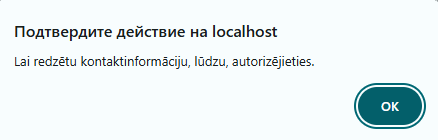 Подтвердите действие на localhost
Lai redzētu kontaktinformāciju, lūdzu, autorizējieties.
OK